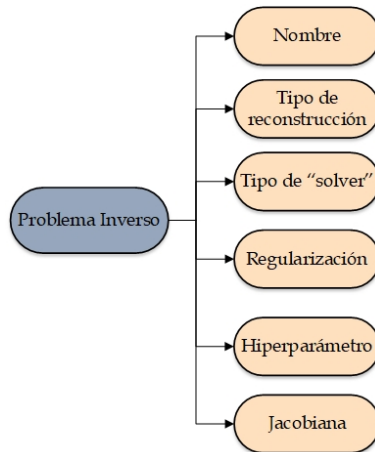 Nombre
Tipo de
reconstrucción
Tipo de “solver”
Problema Inverso
Regularización
Hiperparámetro
Jacobiana